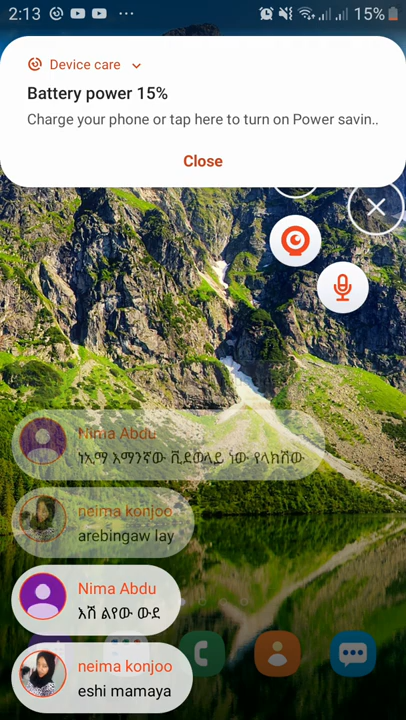 2:13
15%
Device care
Battery power 15%
Charge your phone or tap here to turn on Power savin..
Close
Nima Abdu
ነኢማ እማንኛው ቪደወላይ ነው የላክሽው
neima konjoo
arebingaw lay
Nima Abdu
እሽ ልየው ውደ
neima konjoo
eshi mamaya